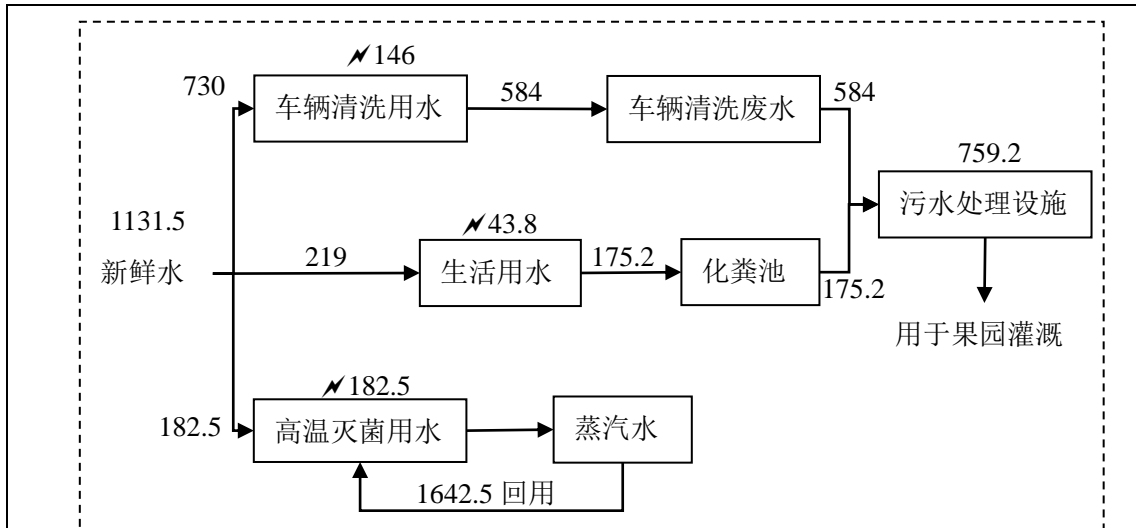 146
730
车辆清洗用水
584
车辆清洗废水
584
759.2
污水处理设施
1131.5
新鲜水
219
43.8
生活用水
175.2
化粪池
175.2
用于果园灌溉
182.5
182.5
高温灭菌用水
蒸汽水
1642.5 回用